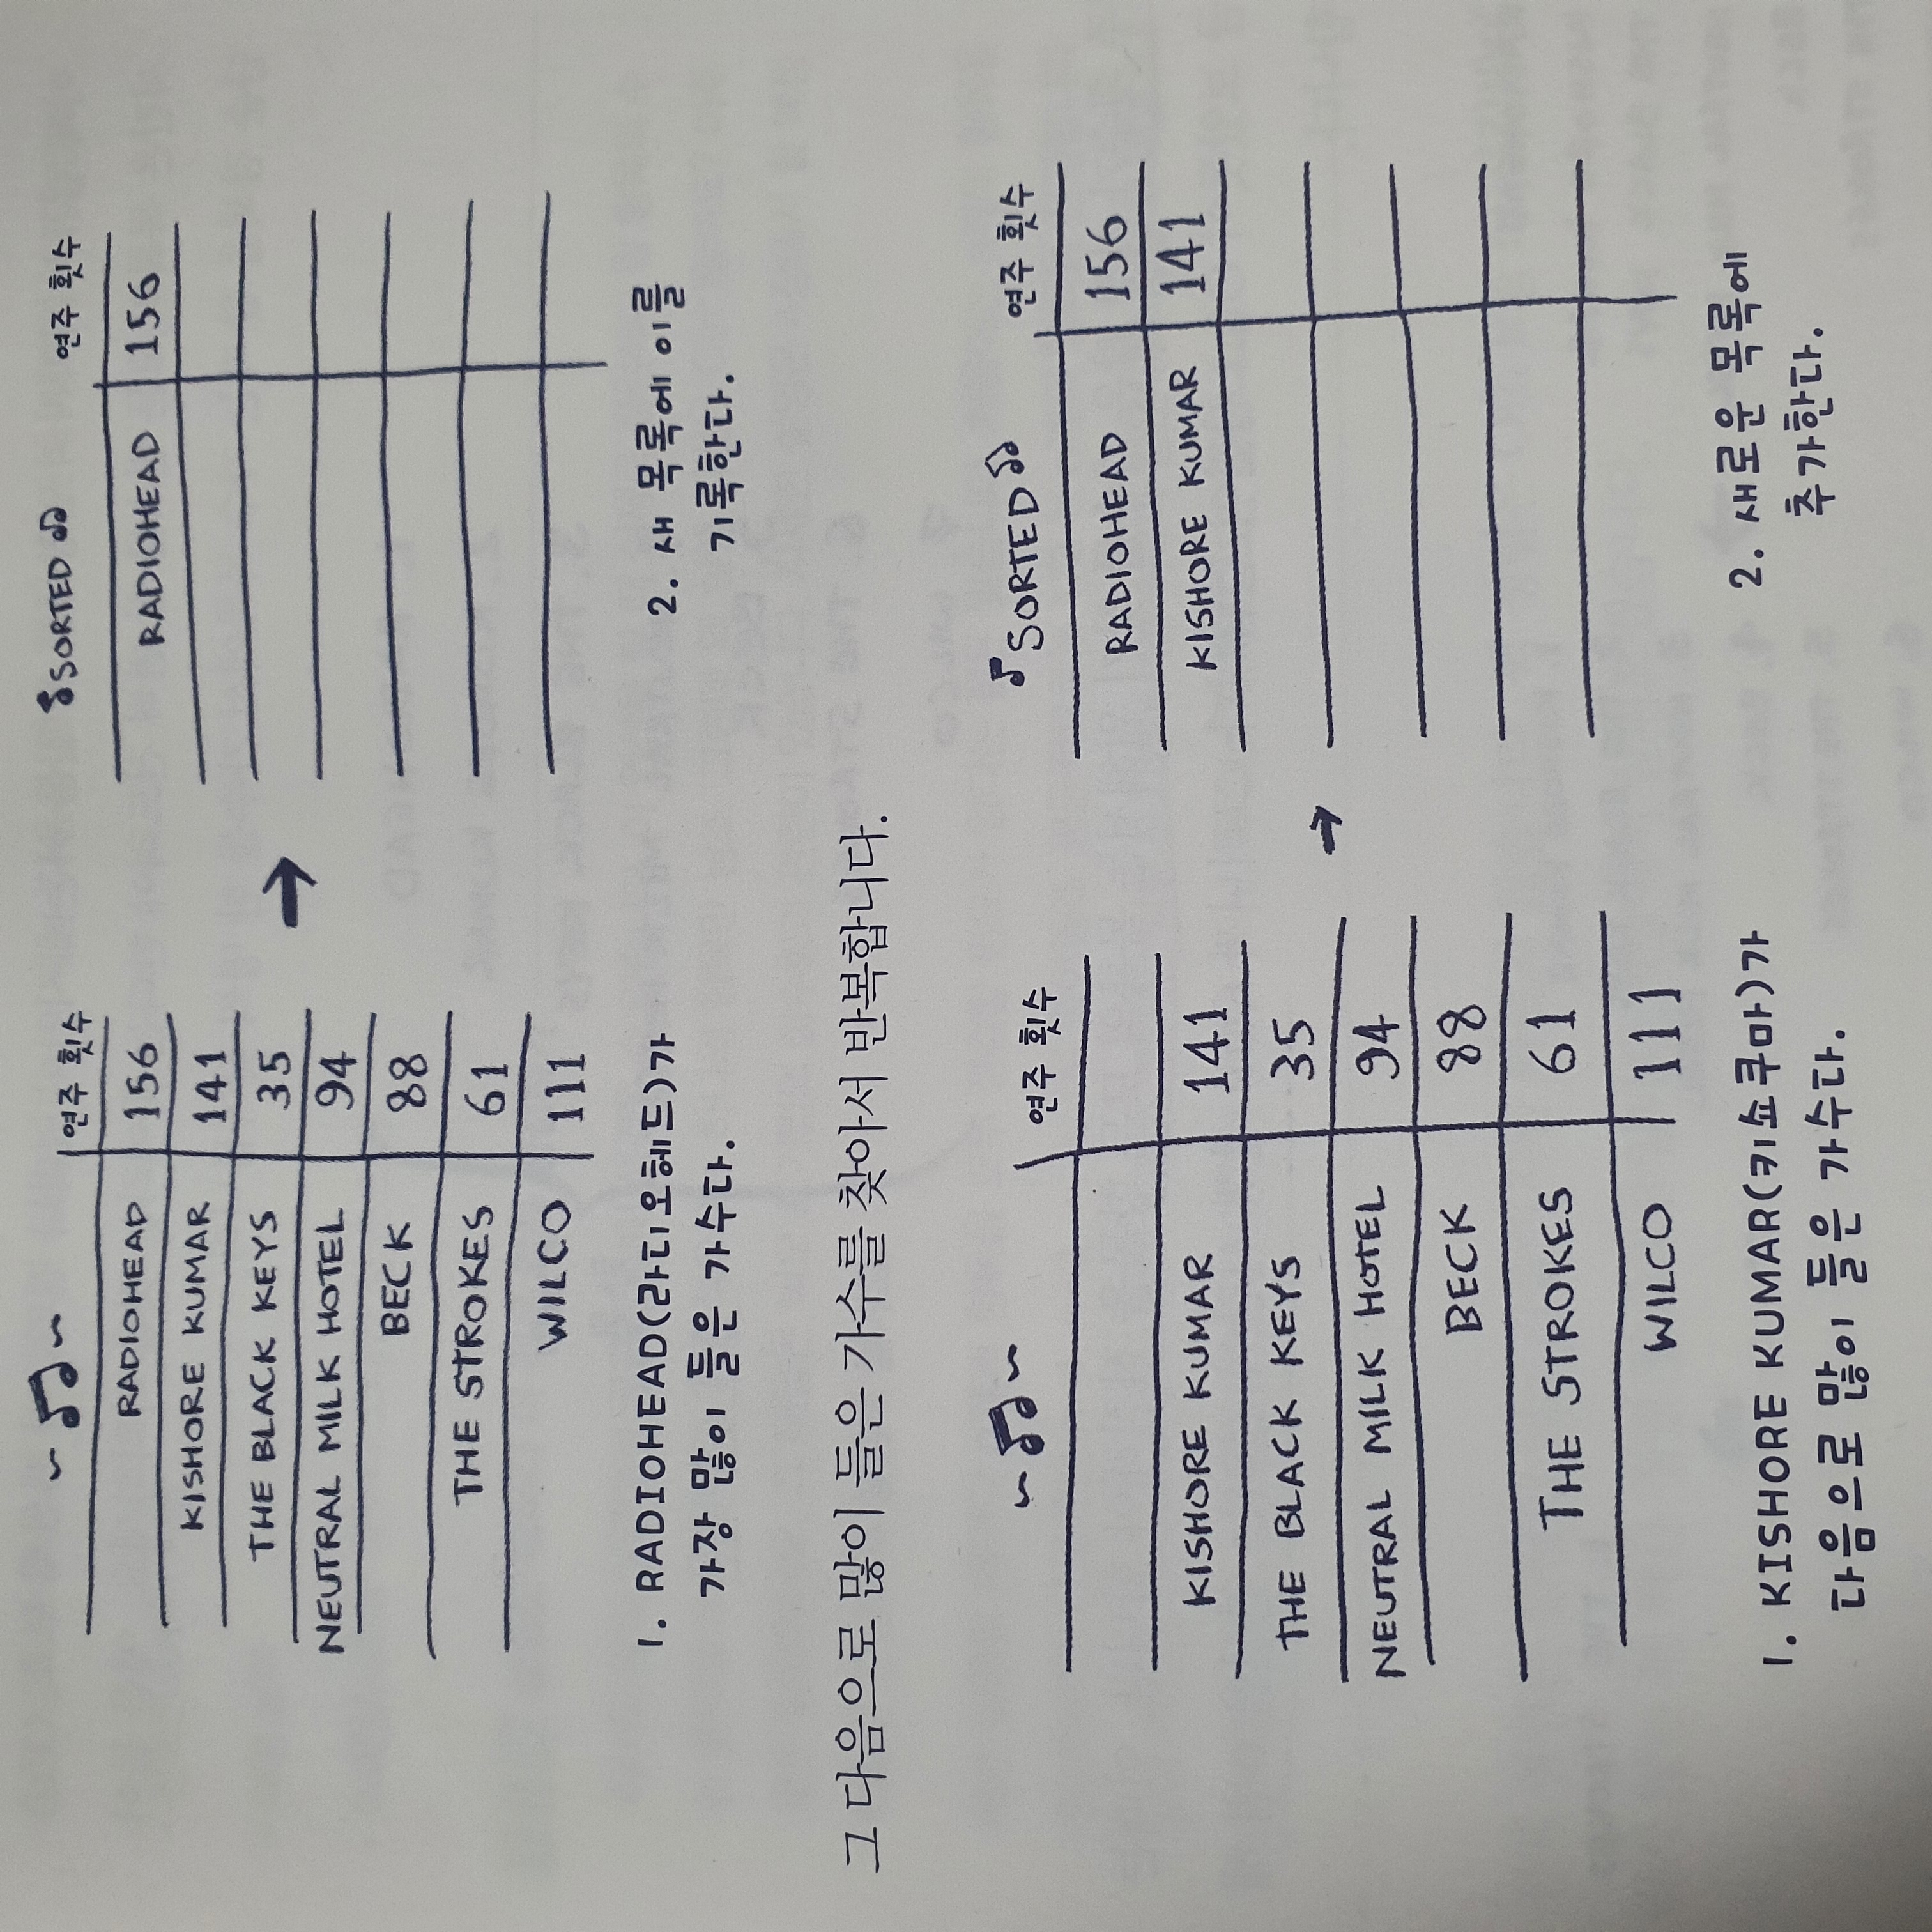 연주 횟수
RADIOHEAD 156
KISHORE KUMAR 141
THE BLACK KEYS 35
NEUTRAL MILK HOTEL 94
BECK 88
THE STROKES 61
WILCO 111
SORTED 연주 횟수
RADIOHEAD 156
1. RADIOHEAD(라디오헤드)가
가장 많이 들은 가수다.
2. 새 목록에 이를
기록한다.
그 다음으로 많이 들은 가수를 찾아서 반복합니다.
연주 횟수
KISHORE KUMAR 141
THE BLACK KEYS 35
NEUTRAL MILK HOTEL 94
BECK 88
THE STROKES 61
WILCO 111
SORTED 연주 횟수
RADIOHEAD 156
KISHORE KUMAR 141
1. KISHORE KUMAR(키쇼쿠마)가
다음으로 많이 들은 가수다.
2. 새로운 목록에
추가한다.